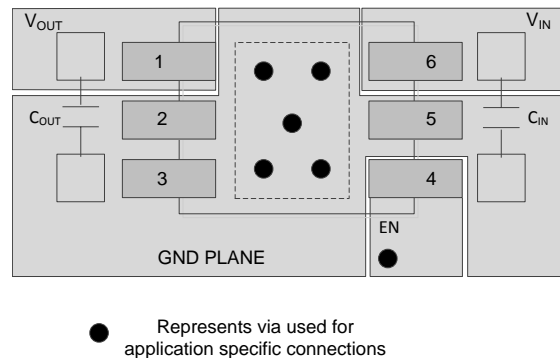 VOUT
VIN
1
6
COUT
2
5
CIN
3
4
EN
GND PLANE
Represents via used for
application specific connections